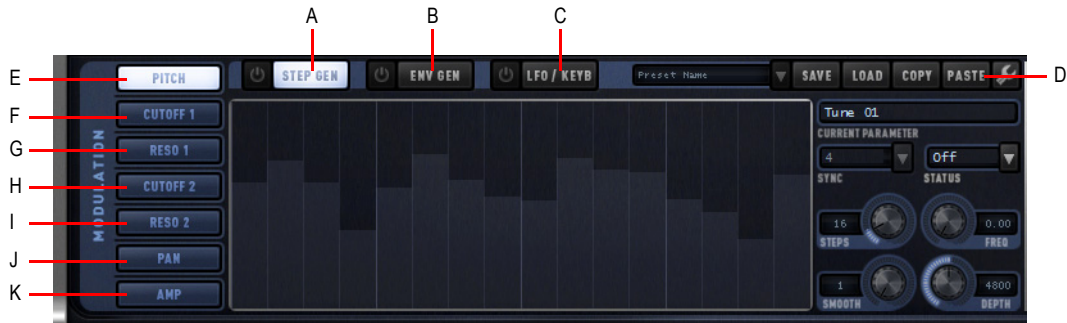 A B C
E PITCH STEP GEN ENV GEN LFO / KEYB Preset Name SAVE LOAD COPY PASTE D
F CUTOFF 1
G RESO 1
H CUTOFF 2
I RESO 2
J PAN
K AMP
MODULATION
Tune 01
CURRENT PARAMETER
4 Off
SYNC STATUS
16 0.00
STEPS FREQ
1 4800
SMOOTH DEPTH